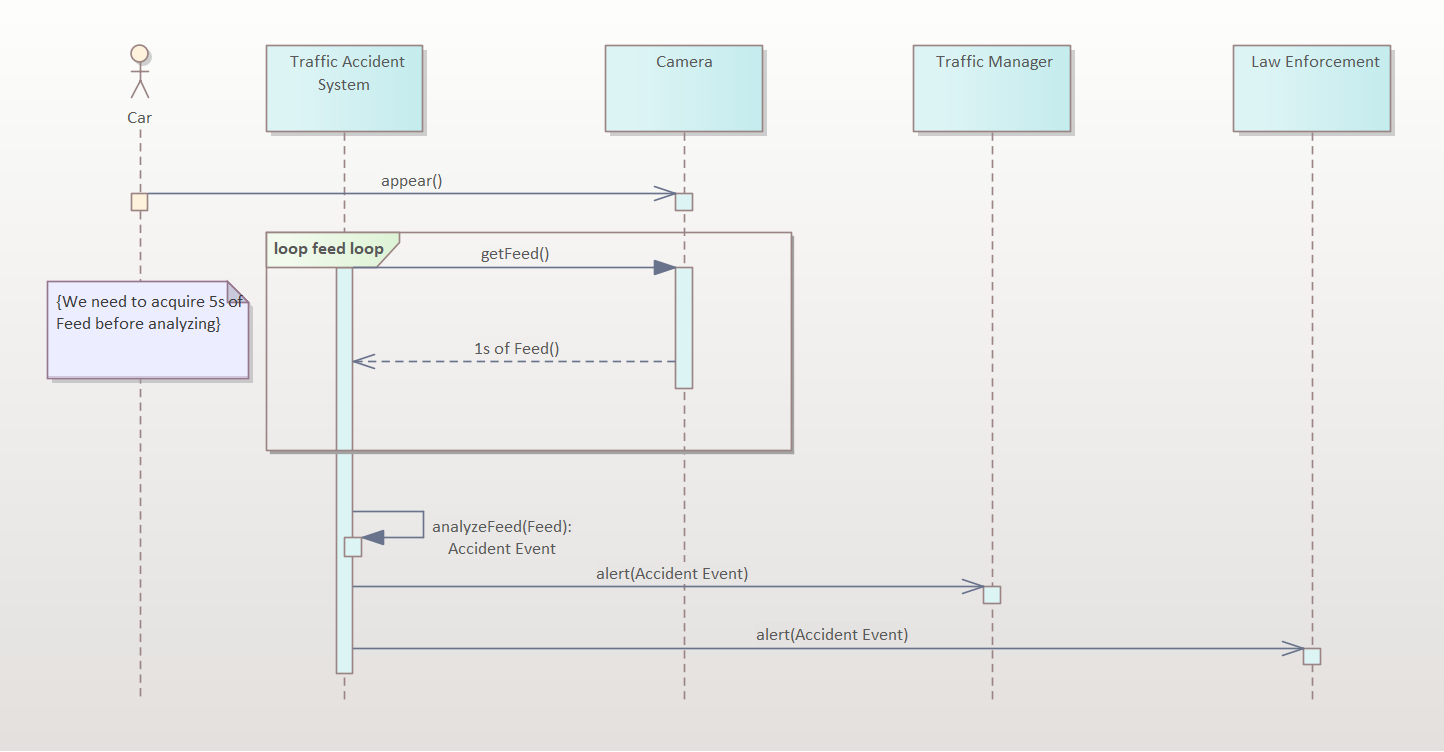 Traffic Accident
System
Camera
Traffic Manager
Law Enforcement
Car
appear()
loop feed loop
getFeed()
{We need to acquire 5s of
Feed before analyzing}
1s of Feed()
analyzeFeed(Feed):
Accident Event
alert(Accident Event)
alert(Accident Event)